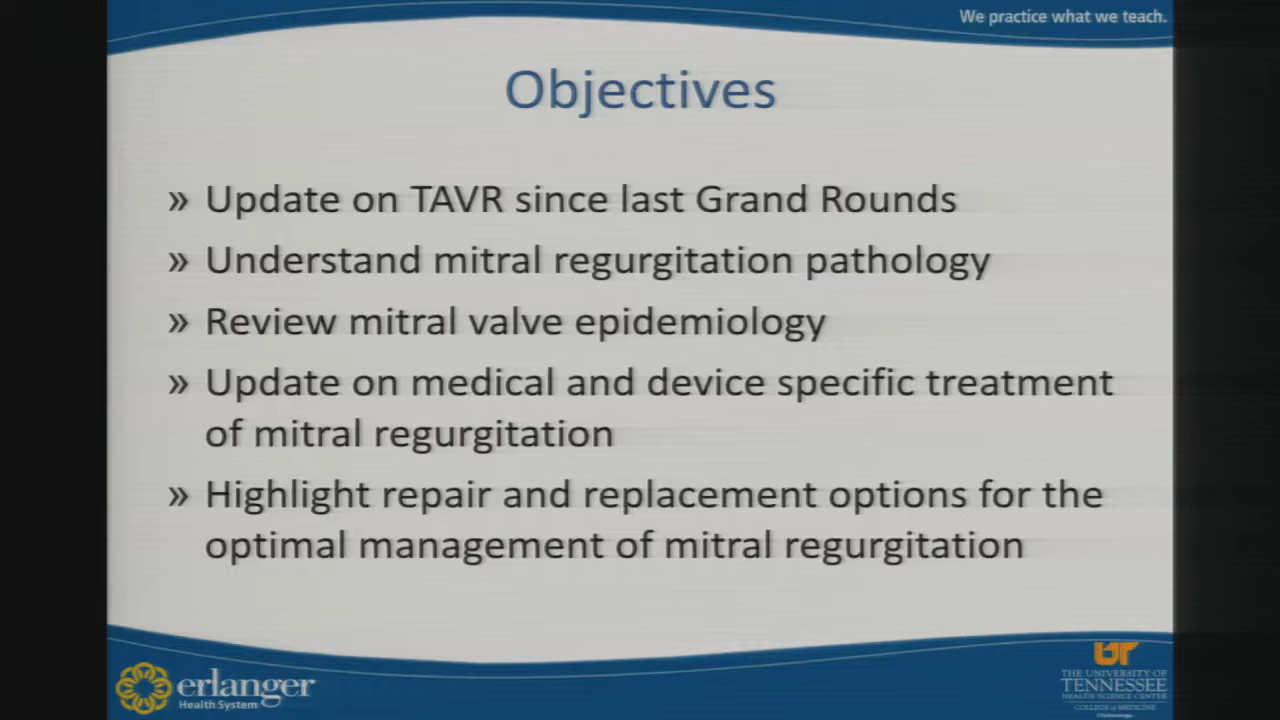 We practice what we teach.
Objectives
» Update on TAVR since last Grand Rounds
» Understand mitral regurgitation pathology
» Review mitral valve epidemiology
» Update on medical and device specific treatment
of mitral regurgitation
» Highlight repair and replacement options for the
optimal management of mitral regurgitation
erlanger
Health System
UT
THE UNIVERSITY OF
TENNESSEE
HEALTH SCIENCE CENTER
COLLEGE of MEDICINE
Chattanooga